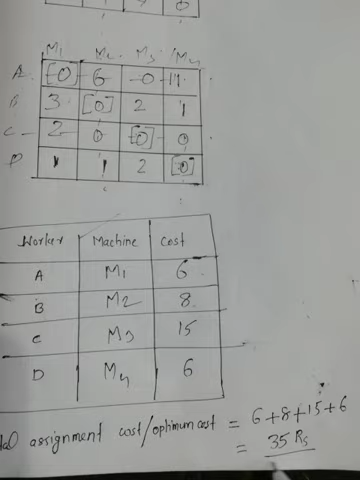 0
M1 M2 M3 M4
A [0] 6 0 11
B 3 [0] 2 1
C 2 0 [0] 0
D 1 1 2 [0]
Worker Machine Cost
A M1 6
B M2 8
C M3 15
D M4 6
assignment cost/optimum cost = 6+8+15+6
= 35 Rs